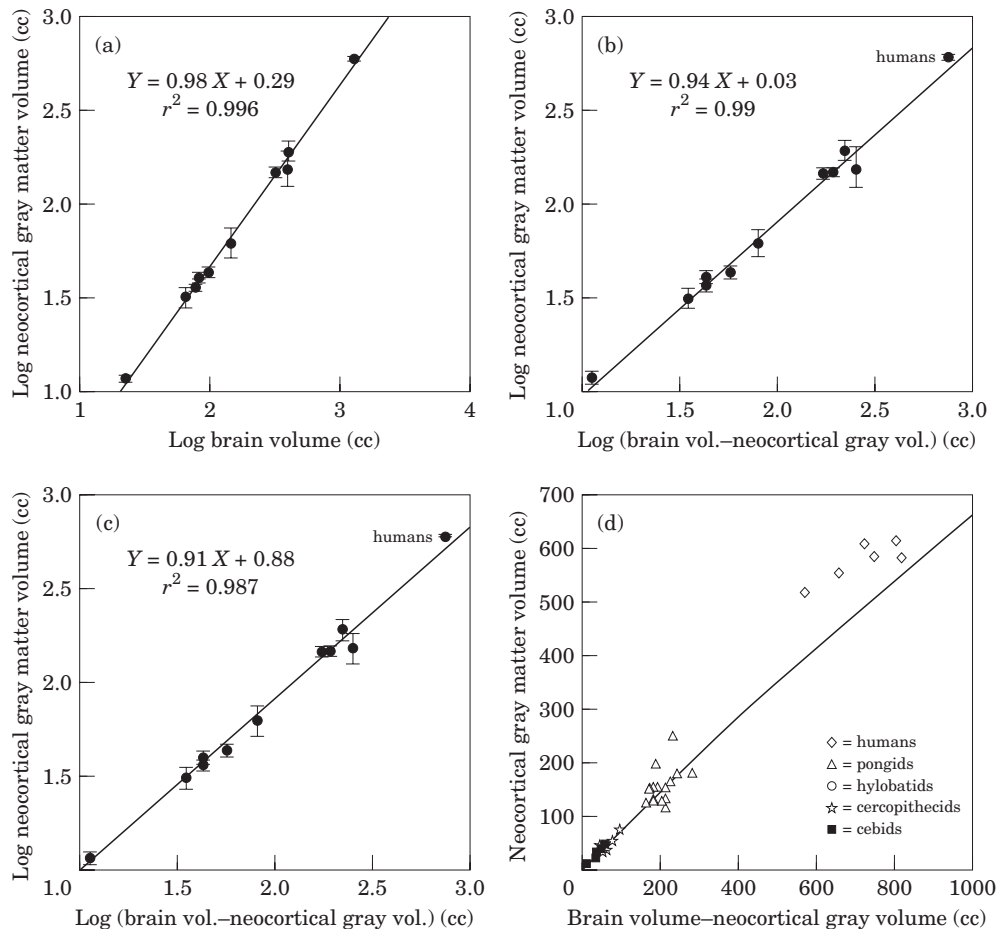 (a)
Y = 0.98 X + 0.29
r² = 0.996
Log neocortical gray matter volume (cc)
3.0
2.5
2.0
1.5
1.0
1
2
3
4
Log brain volume (cc)
(b)
humans
Y = 0.94 X + 0.03
r² = 0.99
Log neocortical gray matter volume (cc)
3.0
2.5
2.0
1.5
1.0
1.5
2.0
2.5
3.0
Log (brain vol.–neocortical gray vol.) (cc)
(c)
humans
Y = 0.91 X + 0.88
r² = 0.987
Log neocortical gray matter volume (cc)
3.0
2.5
2.0
1.5
1.0
1.5
2.0
2.5
3.0
Log (brain vol.–neocortical gray vol.) (cc)
(d)
Neocortical gray matter volume (cc)
700
600
500
400
300
200
100
0
200
400
600
800
1000
◇ = humans
△ = pongids
○ = hylobatids
☆ = cercopithecids
■ = cebids
Brain volume–neocortical gray volume (cc)